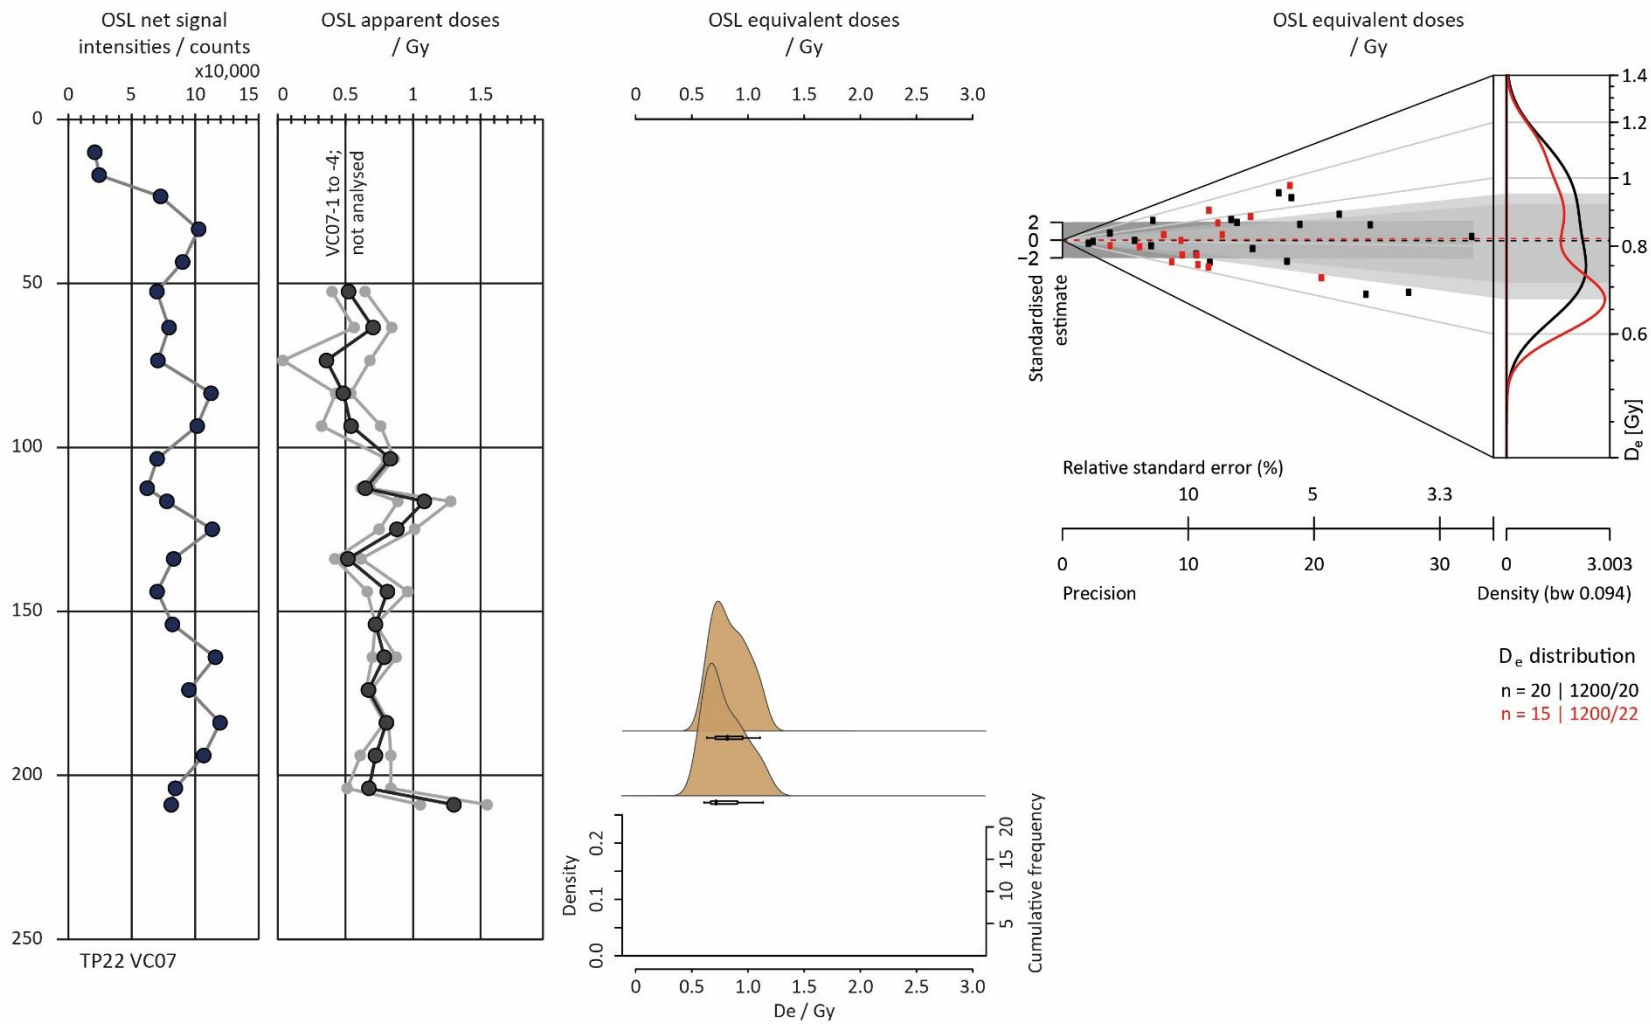 OSL net signal
intensities / counts
x10,000
0 5 10 15
OSL apparent doses
/ Gy
0 0.5 1 1.5
OSL equivalent doses
/ Gy
0 0.5 1.0 1.5 2.0 2.5 3.0
OSL equivalent doses
/ Gy
0
50
100
150
200
250
VC07-1 to -4;
not analysed
TP22 VC07
Density
0.0 0.1 0.2
Cumulative frequency
5 10 15 20
0 0.5 1.0 1.5 2.0 2.5 3.0
De / Gy
2
0
−2
Standardised
estimate
1.4
1.2
1
0.8
0.6
De [Gy]
Relative standard error (%)
10 5 3.3
0 10 20 30
Precision
0 3.003
Density (bw 0.094)
De distribution
n = 20 | 1200/20
n = 15 | 1200/22